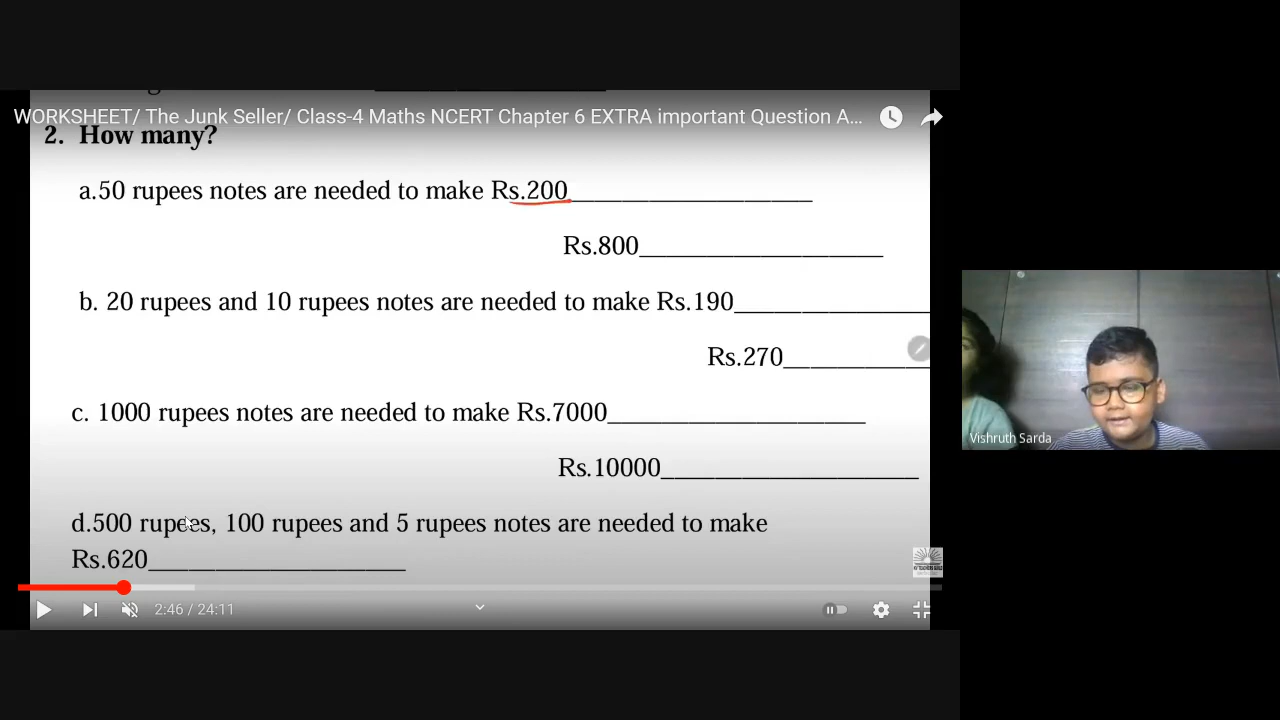 WORKSHEET/ The Junk Seller/ Class-4 Maths NCERT Chapter 6 EXTRA important Question A...
2. How many?
a.50 rupees notes are needed to make Rs.200____________________
Rs.800____________________
b. 20 rupees and 10 rupees notes are needed to make Rs.190________________
Rs.270____________
c. 1000 rupees notes are needed to make Rs.7000____________________
Rs.10000____________________
d.500 rupees, 100 rupees and 5 rupees notes are needed to make
Rs.620____________________
2:46 / 24:11
Vishruth Sarda